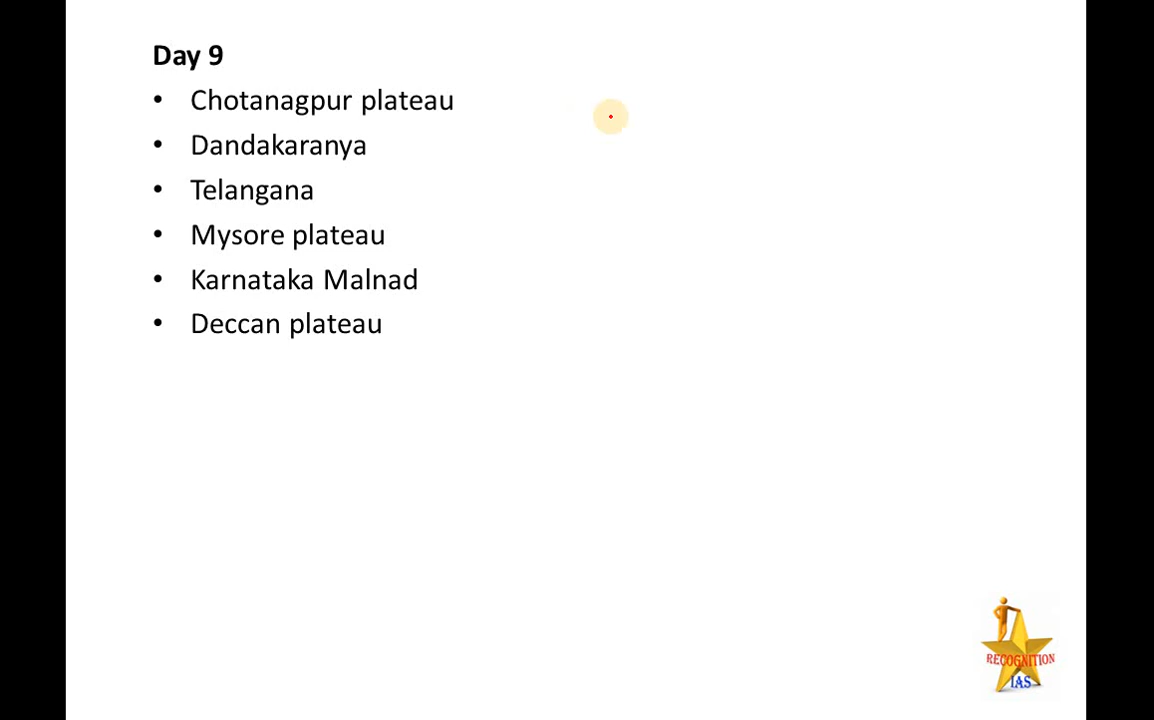 Day 9
• Chotanagpur plateau
• Dandakaranya
• Telangana
• Mysore plateau
• Karnataka Malnad
• Deccan plateau
RECOGNITION
IAS